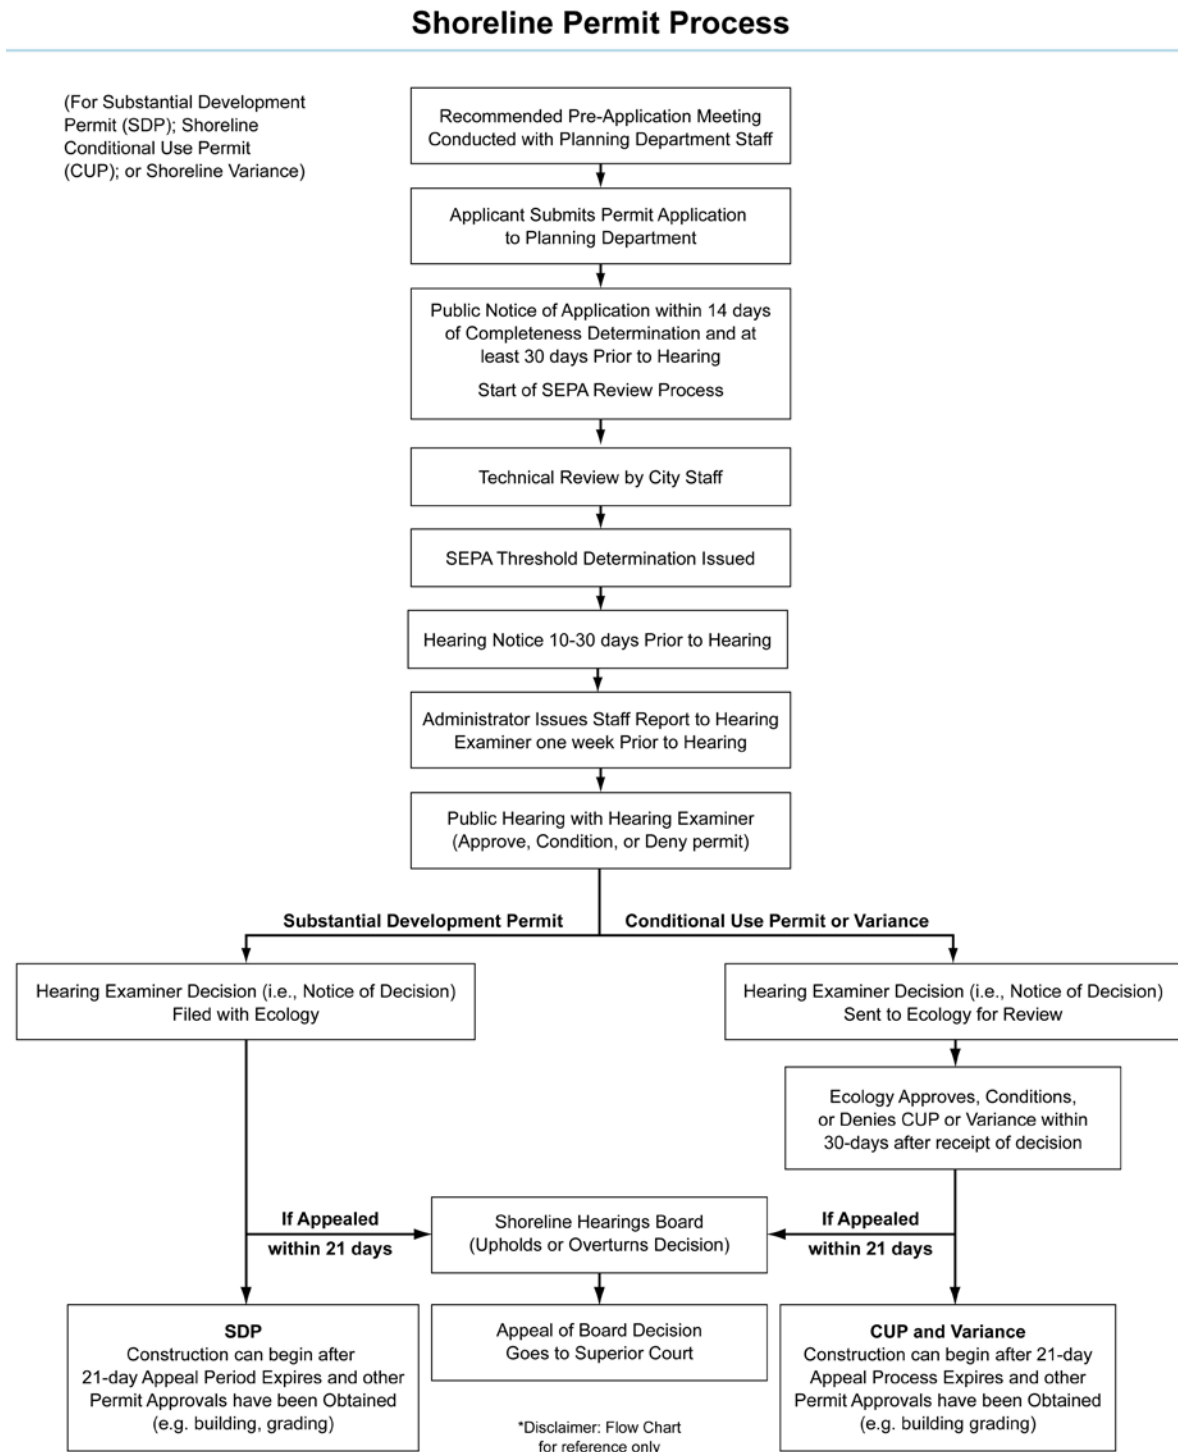 Shoreline Permit Process
(For Substantial Development
Permit (SDP); Shoreline
Conditional Use Permit
(CUP); or Shoreline Variance)
Recommended Pre-Application Meeting
Conducted with Planning Department Staff
Applicant Submits Permit Application
to Planning Department
Public Notice of Application within 14 days
of Completeness Determination and at
least 30 days Prior to Hearing
Start of SEPA Review Process
Technical Review by City Staff
SEPA Threshold Determination Issued
Hearing Notice 10-30 days Prior to Hearing
Administrator Issues Staff Report to Hearing
Examiner one week Prior to Hearing
Public Hearing with Hearing Examiner
(Approve, Condition, or Deny permit)
Substantial Development Permit
Conditional Use Permit or Variance
Hearing Examiner Decision (i.e., Notice of Decision)
Filed with Ecology
Hearing Examiner Decision (i.e., Notice of Decision)
Sent to Ecology for Review
Ecology Approves, Conditions,
or Denies CUP or Variance within
30-days after receipt of decision
If Appealed
within 21 days
Shoreline Hearings Board
(Upholds or Overturns Decision)
If Appealed
within 21 days
SDP
Construction can begin after
21-day Appeal Period Expires and other
Permit Approvals have been Obtained
(e.g. building, grading)
Appeal of Board Decision
Goes to Superior Court
CUP and Variance
Construction can begin after 21-day
Appeal Process Expires and other
Permit Approvals have been Obtained
(e.g. building grading)
*Disclaimer: Flow Chart
for reference only